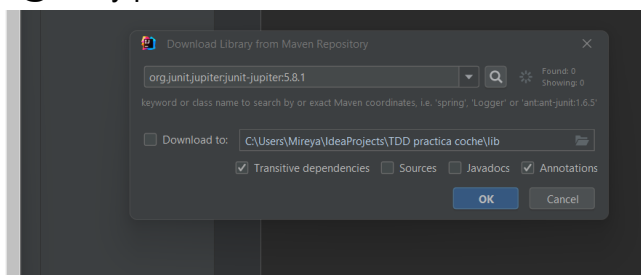 Download Library from Maven Repository
org.junit.jupiter:junit-jupiter:5.8.1
Found: 0
Showing: 0
keyword or class name to search by or exact Maven coordinates, i.e. 'spring', 'Logger' or 'ant:ant-junit:1.6.5'
Download to:
C:\Users\Mireya\IdeaProjects\TDD practica coche\lib
Transitive dependencies
Sources
Javadocs
Annotations
OK
Cancel